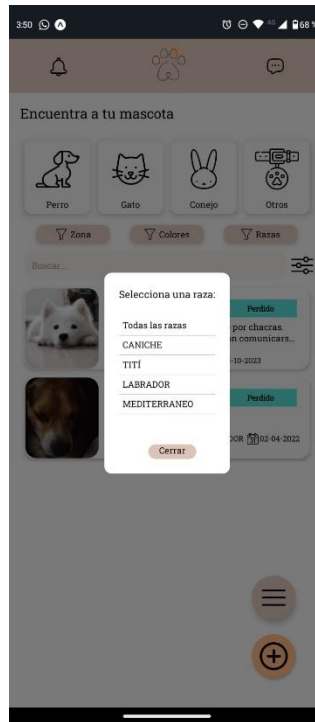 3:50
4G
68 %
Encuentra a tu mascota
Perro
Gato
Conejo
Otros
Zona
Colores
Razas
Buscar...
Selecciona una raza:
Todas las razas
CANICHE
TITÍ
LABRADOR
MEDITERRANEO
Cerrar
Perdido
por chacras.
comunicars...
-10-2023
Perdido
02-04-2022